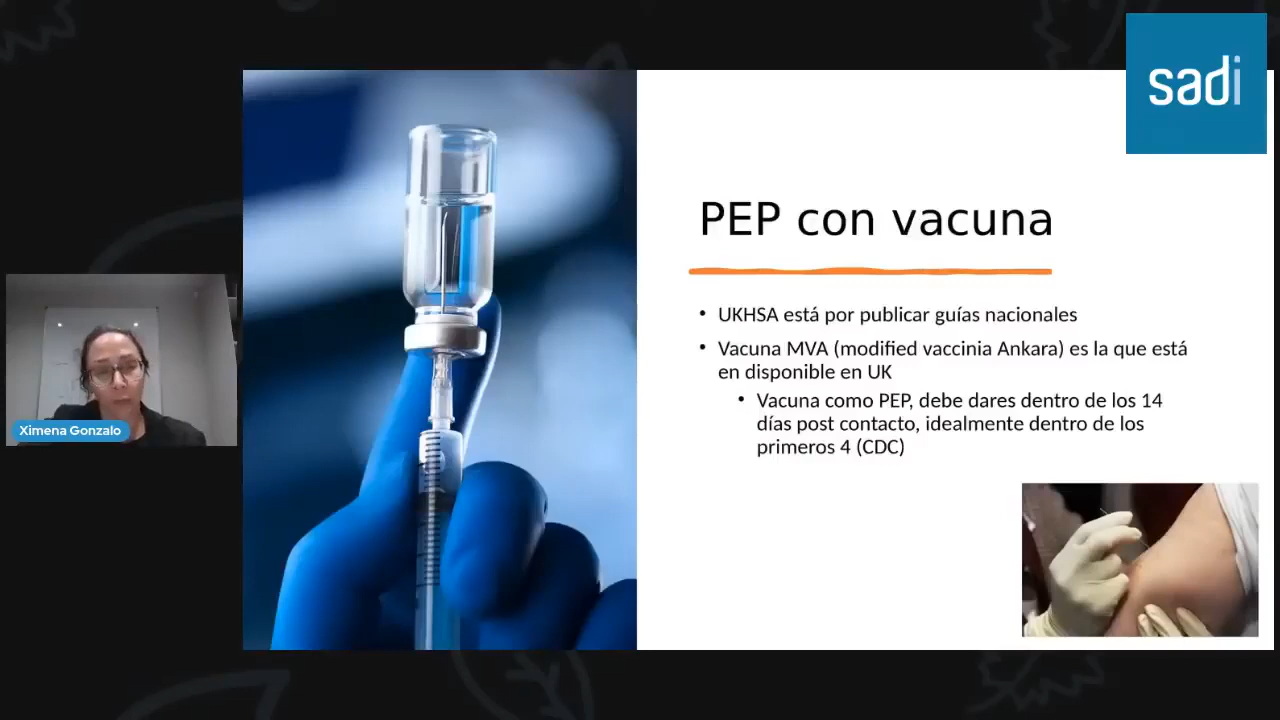 sadi
PEP con vacuna
• UKHSA está por publicar guías nacionales
• Vacuna MVA (modified vaccinia Ankara) es la que está
en disponible en UK
• Vacuna como PEP, debe dares dentro de los 14
días post contacto, idealmente dentro de los
primeros 4 (CDC)
Ximena Gonzalo